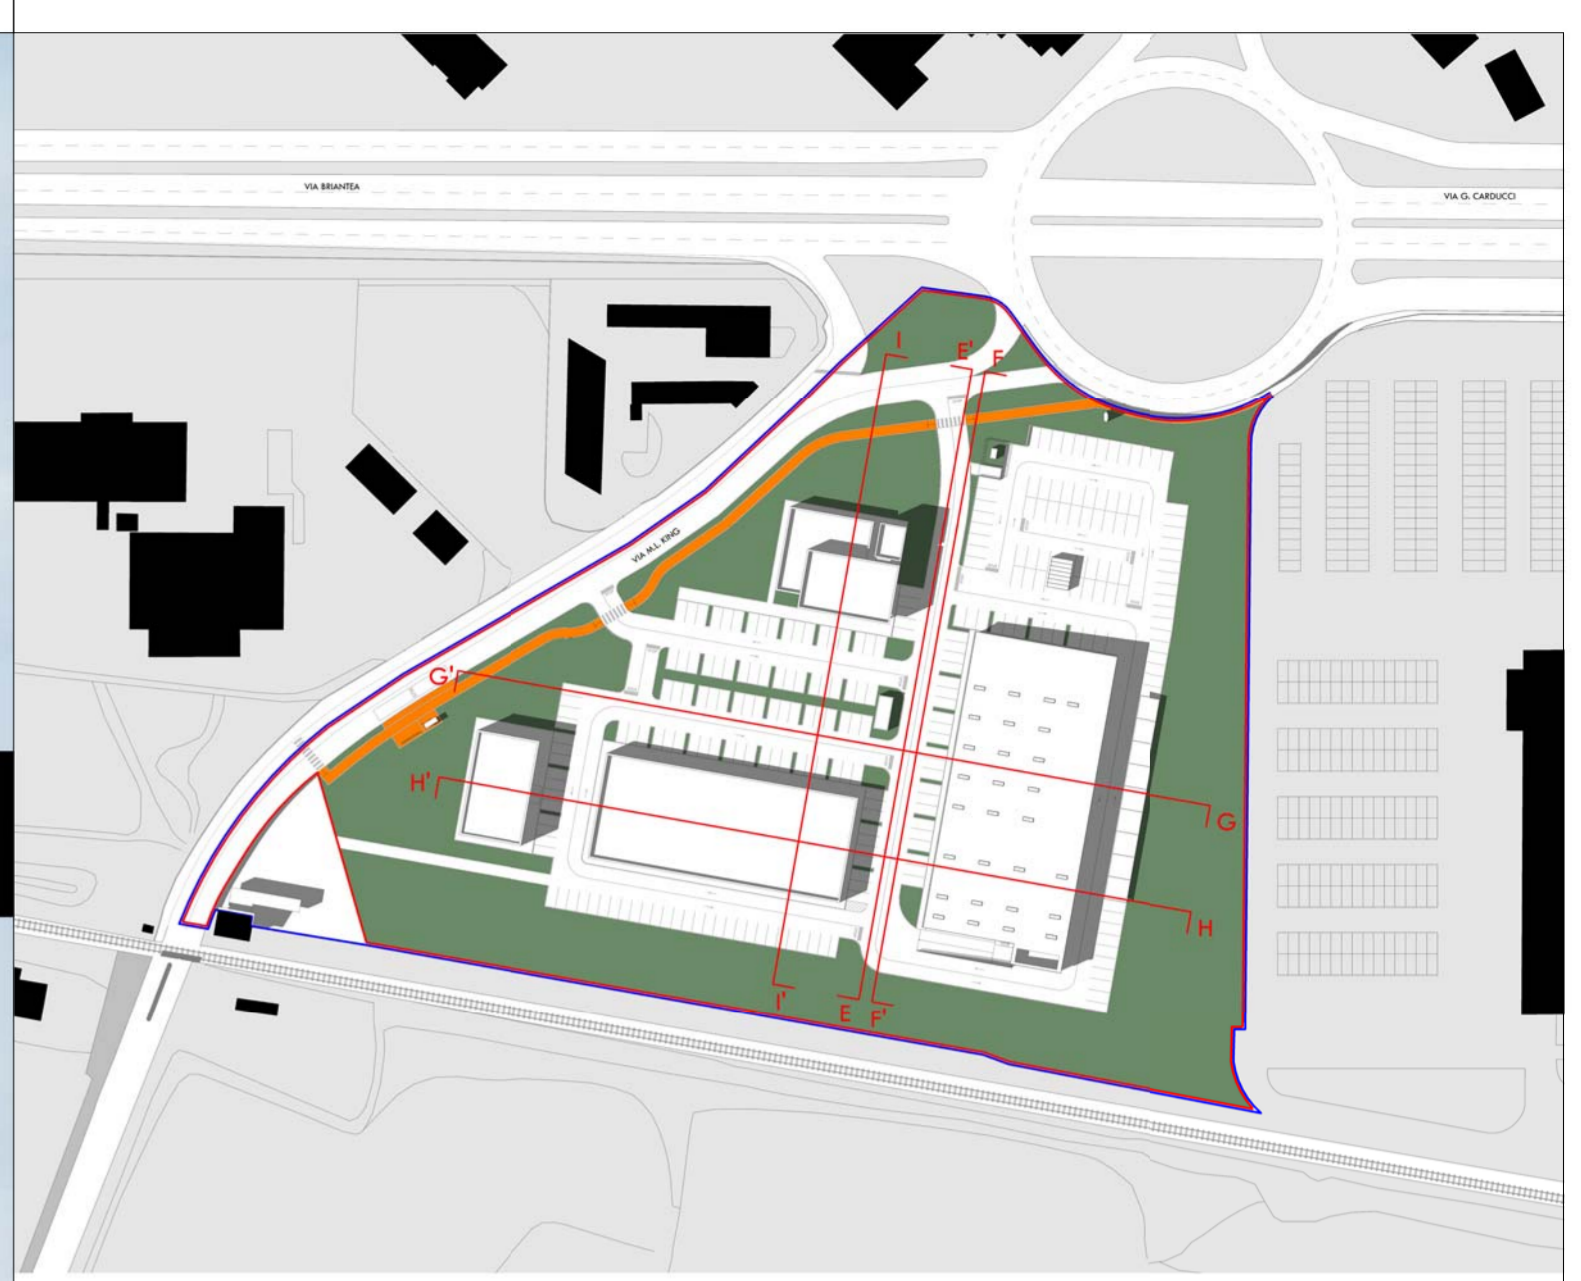 VIA BRIANTEA
VIA G. CARDUCCI
I
E'
F
VIA M.L. KING
G'
H'
G
H
I'
E
F'